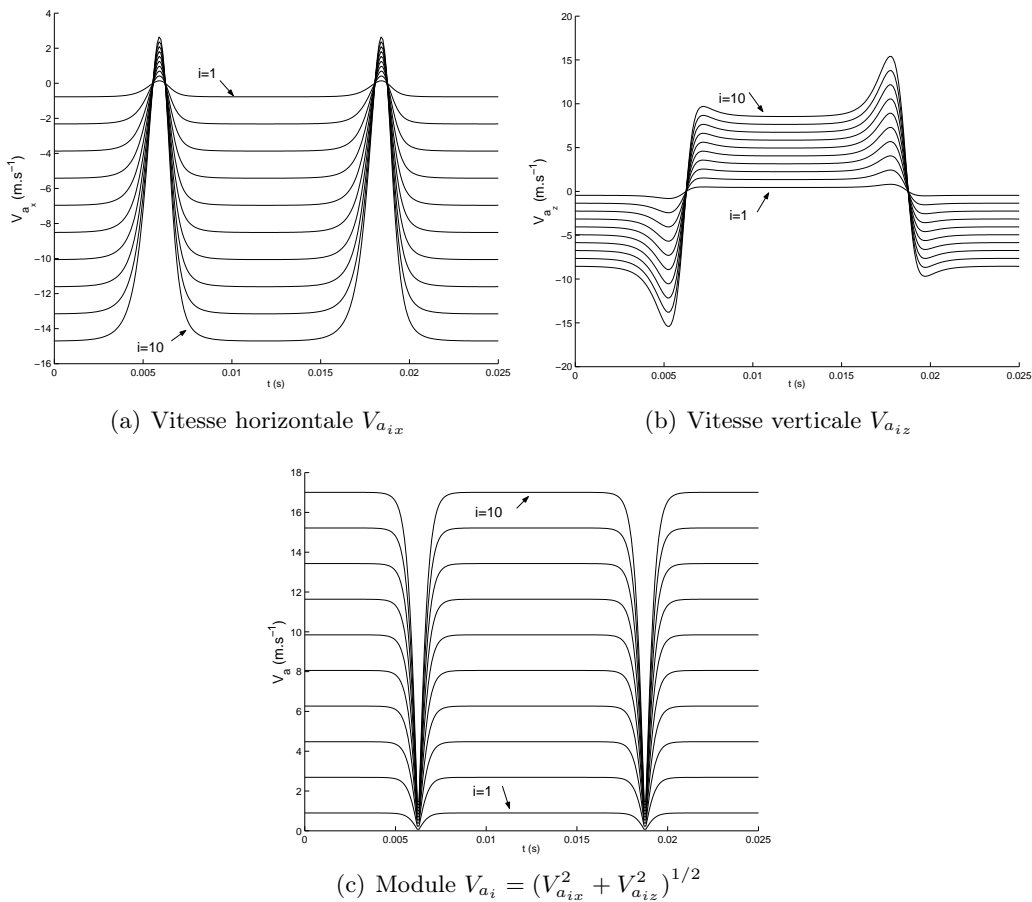 4
2
0
−2
−4
−6
−8
−10
−12
−14
−16
V_{a_x} (m.s^{−1})
i=1
i=10
0 0.005 0.01 0.015 0.02 0.025
t (s)
(a) Vitesse horizontale V_{a_{ix}}
20
15
10
5
0
−5
−10
−15
−20
V_{a_z} (m.s^{−1})
i=10
i=1
0 0.005 0.01 0.015 0.02 0.025
t (s)
(b) Vitesse verticale V_{a_{iz}}
18
16
14
12
10
8
6
4
2
0
V_a (m.s^{−1})
i=10
i=1
0 0.005 0.01 0.015 0.02 0.025
t (s)
(c) Module V_{a_i} = (V_{a_{ix}}^2 + V_{a_{iz}}^2)^{1/2}